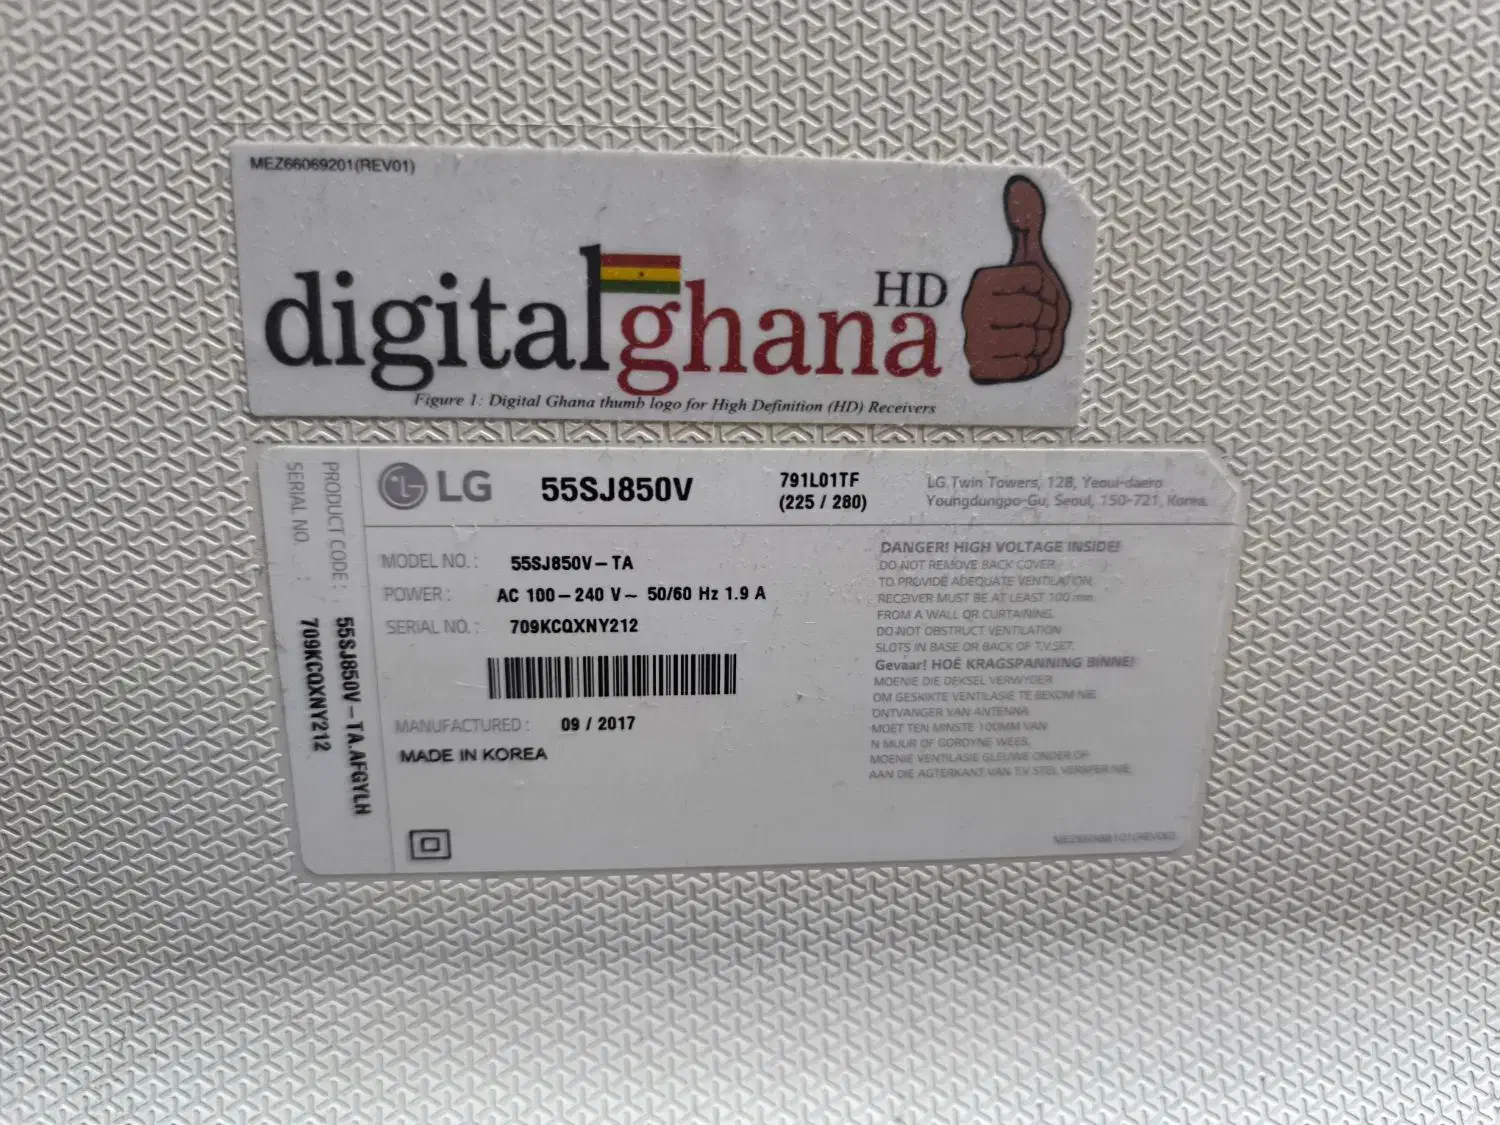 MEZ66069201(REV01)
digitalghana HD
Figure 1: Digital Ghana thumb logo for High Definition (HD) Receivers
PRODUCT CODE : 55SJ850V-TA.AFGYLH
SERIAL NO. : 709KCQXNY212
LG 55SJ850V
791L01TF
(225 / 280)
LG Twin Towers, 128, Yeoui-daero
Youngdungpo-Gu, Seoul, 150-721, Korea.
MODEL NO. : 55SJ850V-TA
POWER : AC 100-240 V~ 50/60 Hz 1.9 A
SERIAL NO. : 709KCQXNY212
MANUFACTURED : 09 / 2017
MADE IN KOREA
DANGER! HIGH VOLTAGE INSIDE!
DO NOT REMOVE BACK COVER.
TO PROVIDE ADEQUATE VENTILATION,
RECEIVER MUST BE AT LEAST 100 mm
FROM A WALL OR CURTAINING.
DO NOT OBSTRUCT VENTILATION
SLOTS IN BASE OR BACK OF T.V.SET.
Gevaar! HOË KRAGSPANNING BINNE!
MOENIE DIE DEKSEL VERWYDER
OM GESKIKTE VENTILASIE TE BEKOM NIE
ONTVANGER VAN ANTENNA
MOET TEN MINSTE 100MM VAN
N MUUR OF GORDYNE WEES.
MOENIE VENTILASIE GLEUWE ONDER OF
AAN DIE AGTERKANT VAN T.V STEL VERSPER NIE.